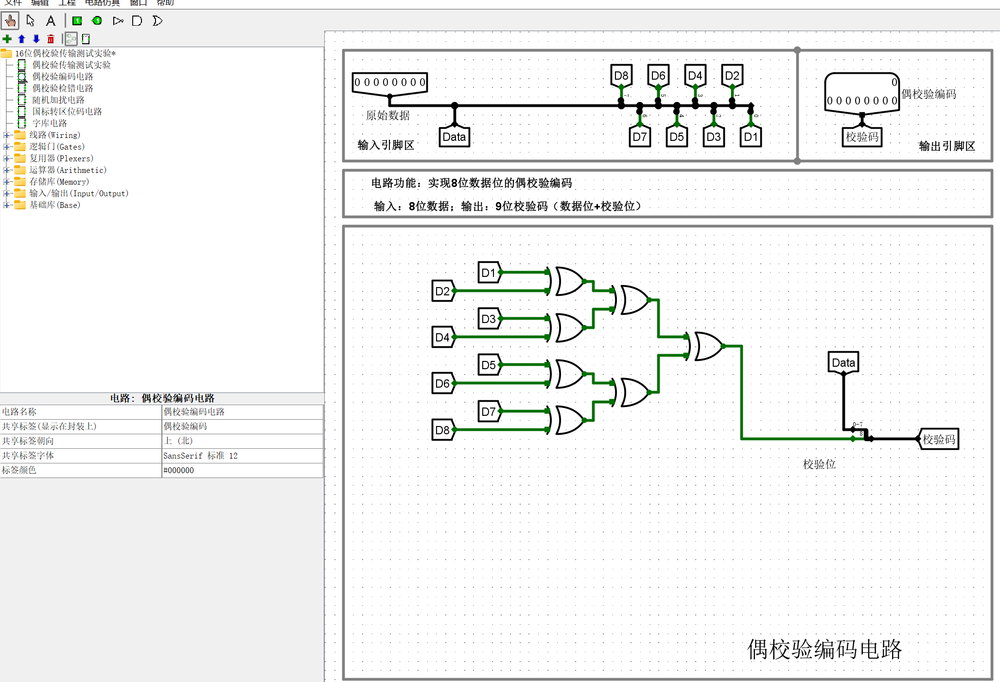 文件 编辑 工程 电路仿真 窗口 帮助
16位偶校验传输测试实验*
偶校验传输测试实验
偶校验编码电路
偶校验检错电路
随机加扰电路
国标转区位码电路
字库电路
线路(Wiring)
逻辑门(Gates)
复用器(Plexers)
运算器(Arithmetic)
存储库(Memory)
输入/输出(Input/Output)
基础库(Base)
电路: 偶校验编码电路
电路名称 偶校验编码电路
共享标签(显示在封装上) 偶校验编码
共享标签朝向 上 (北)
共享标签字体 SansSerif 标准 12
标签颜色 #000000
D8 D6 D4 D2
0 0 0 0 0 0 0 0
7 5 3 1
原始数据
6 4 2 0
Data
D7 D5 D3 D1
输入引脚区
0
0 0 0 0 0 0 0 0
偶校验编码
校验码
输出引脚区
电路功能：实现8位数据位的偶校验编码
输入：8位数据；输出：9位校验码（数据位+校验位）
D1
D2
D3
D4
D5
D6
D7
D8
Data
0-7
8
校验码
校验位
偶校验编码电路